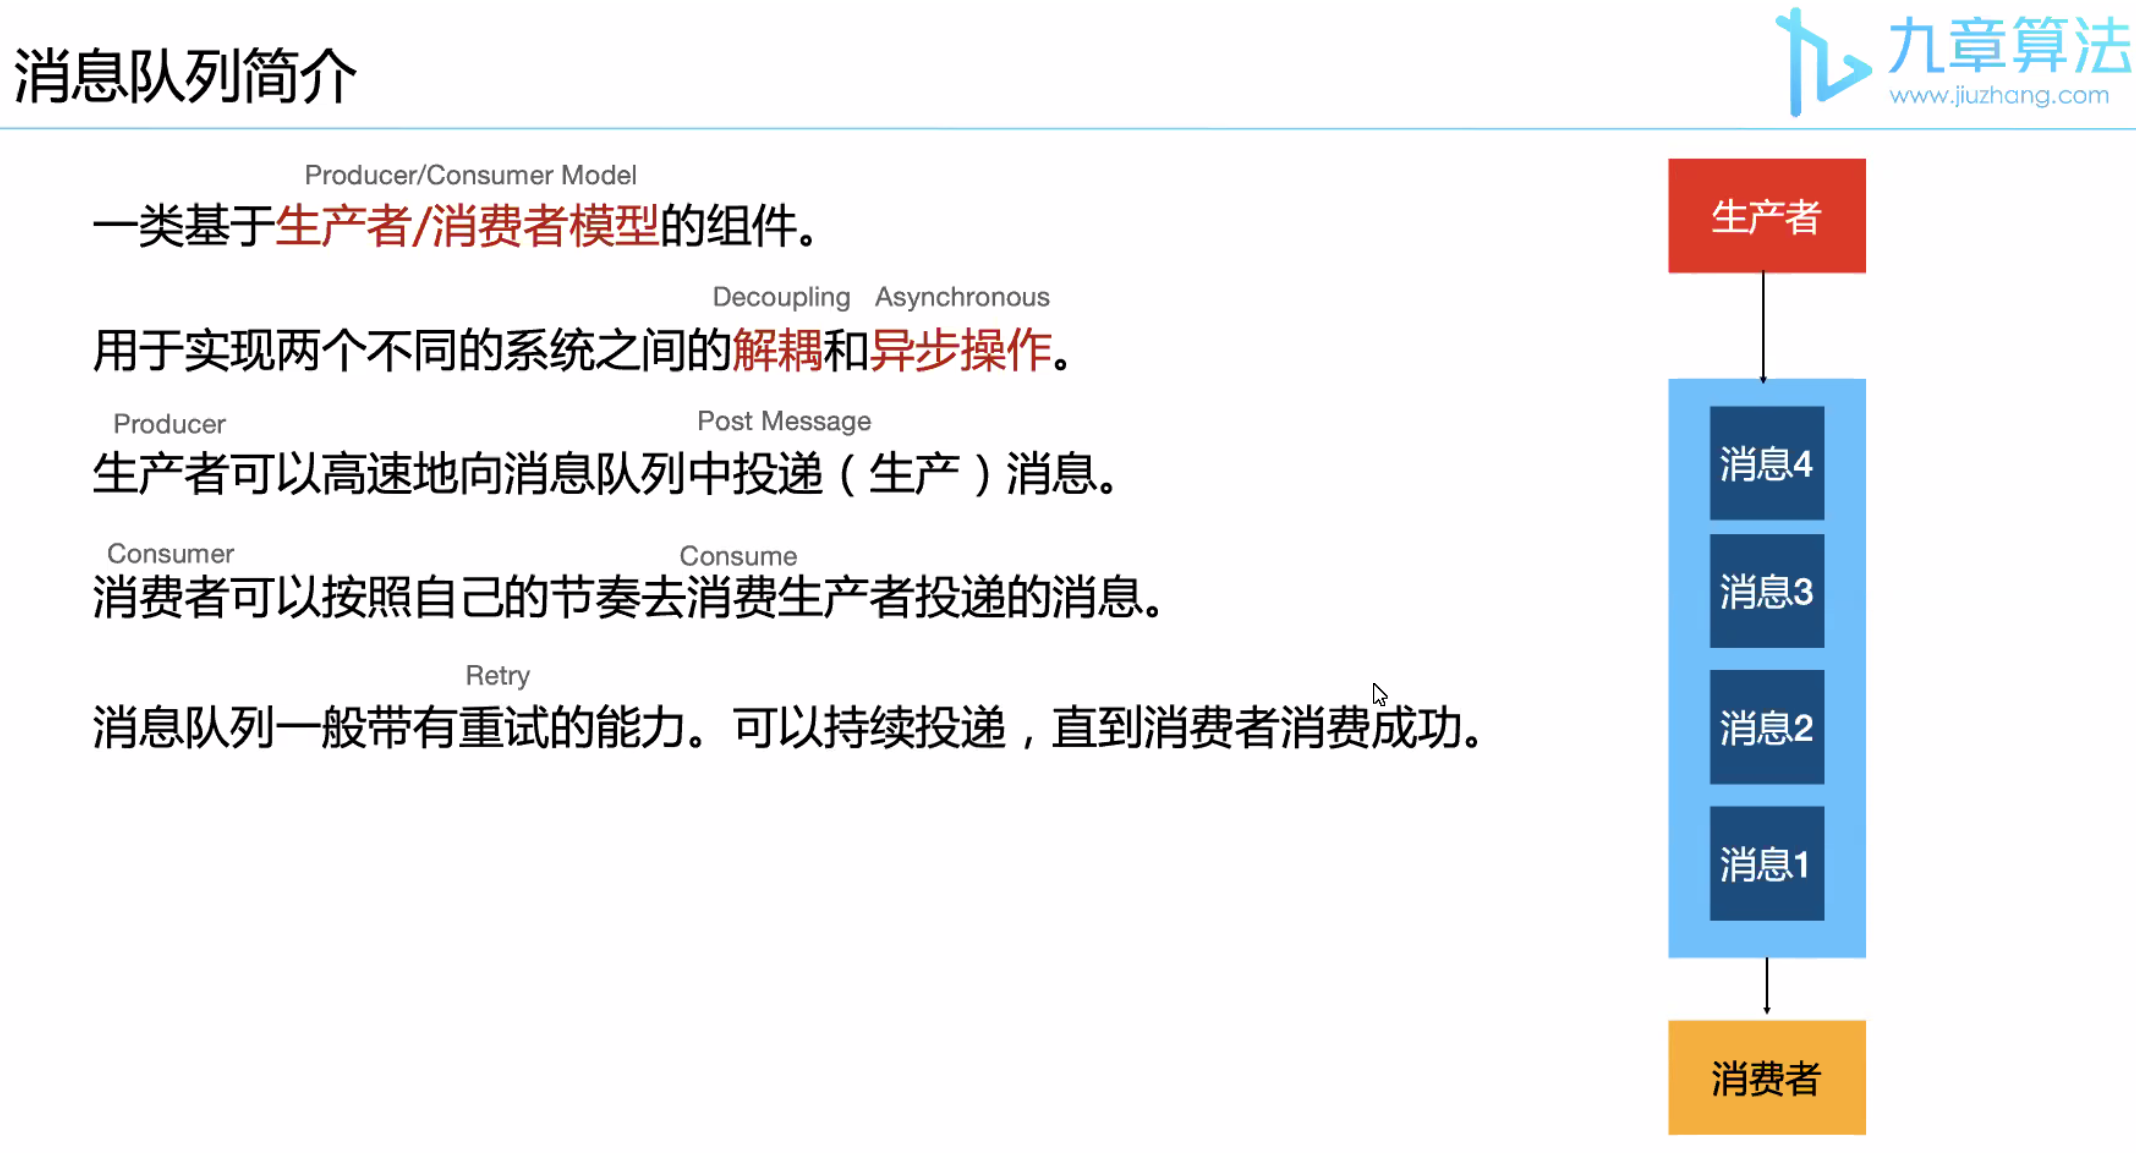 消息队列简介
九章算法
www.jiuzhang.com
Producer/Consumer Model
一类基于生产者/消费者模型的组件。
Decoupling Asynchronous
用于实现两个不同的系统之间的解耦和异步操作。
Producer Post Message
生产者可以高速地向消息队列中投递（生产）消息。
Consumer Consume
消费者可以按照自己的节奏去消费生产者投递的消息。
Retry
消息队列一般带有重试的能力。可以持续投递，直到消费者消费成功。
生产者
消息4
消息3
消息2
消息1
消费者